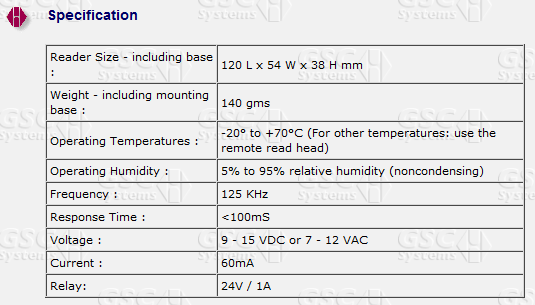 Specification
Reader Size - including base
:
120 L x 54 W x 38 H mm
Weight - including mounting
base :
140 gms
Operating Temperatures :
-20° to +70°C (For other temperatures: use the
remote read head)
Operating Humidity :
5% to 95% relative humidity (noncondensing)
Frequency :
125 KHz
Response Time :
<100mS
Voltage :
9 - 15 VDC or 7 - 12 VAC
Current :
60mA
Relay:
24V / 1A